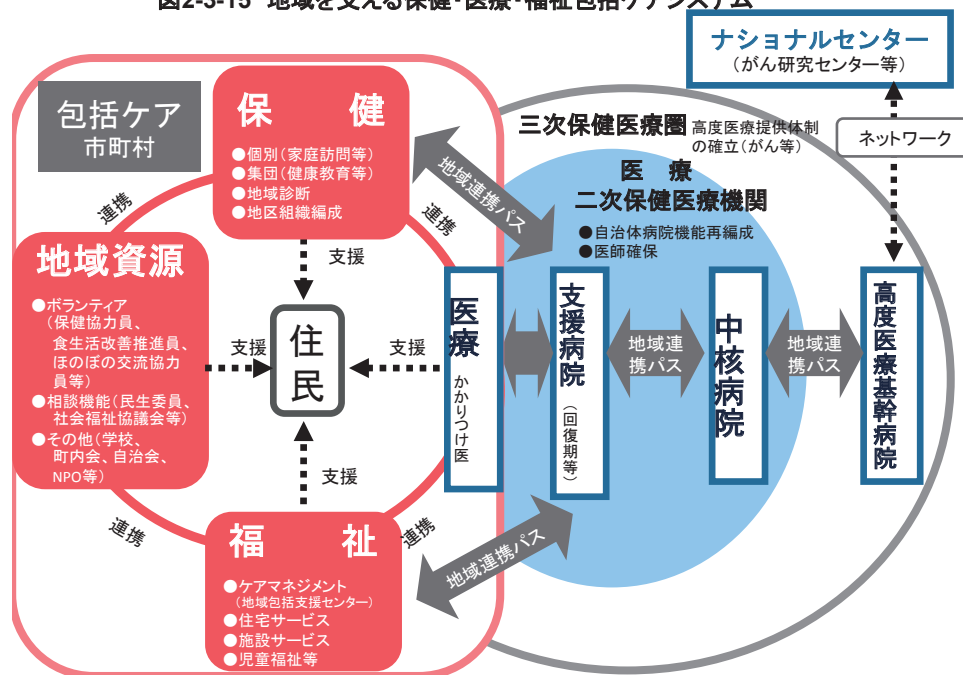 図2-3-15 地域を支える保健・医療・福祉包括ケアシステム
ナショナルセンター
（がん研究センター等）
ネットワーク
包括ケア
市町村
保 健
●個別（家庭訪問等）
●集団（健康教育等）
●地域診断
●地区組織編成
三次保健医療圏 高度医療提供体制
の確立（がん等）
医 療
二次保健医療機関
●自治体病院機能再編成
●医師確保
地域連携パス
連携
連携
支援
地域資源
●ボランティア
（保健協力員、
食生活改善推進員、
ほのぼの交流協力
員等）
●相談機能（民生委員、
社会福祉協議会等）
●その他（学校、
町内会、自治会、
NPO等）
支援
住民
支援
医療
かかりつけ医
支援病院
（回復期等）
地域連
携パス
中核病院
地域連
携パス
高度医療基幹病院
支援
連携
連携
地域連携パス
福 祉
●ケアマネジメント
（地域包括支援センター）
●住宅サービス
●施設サービス
●児童福祉等